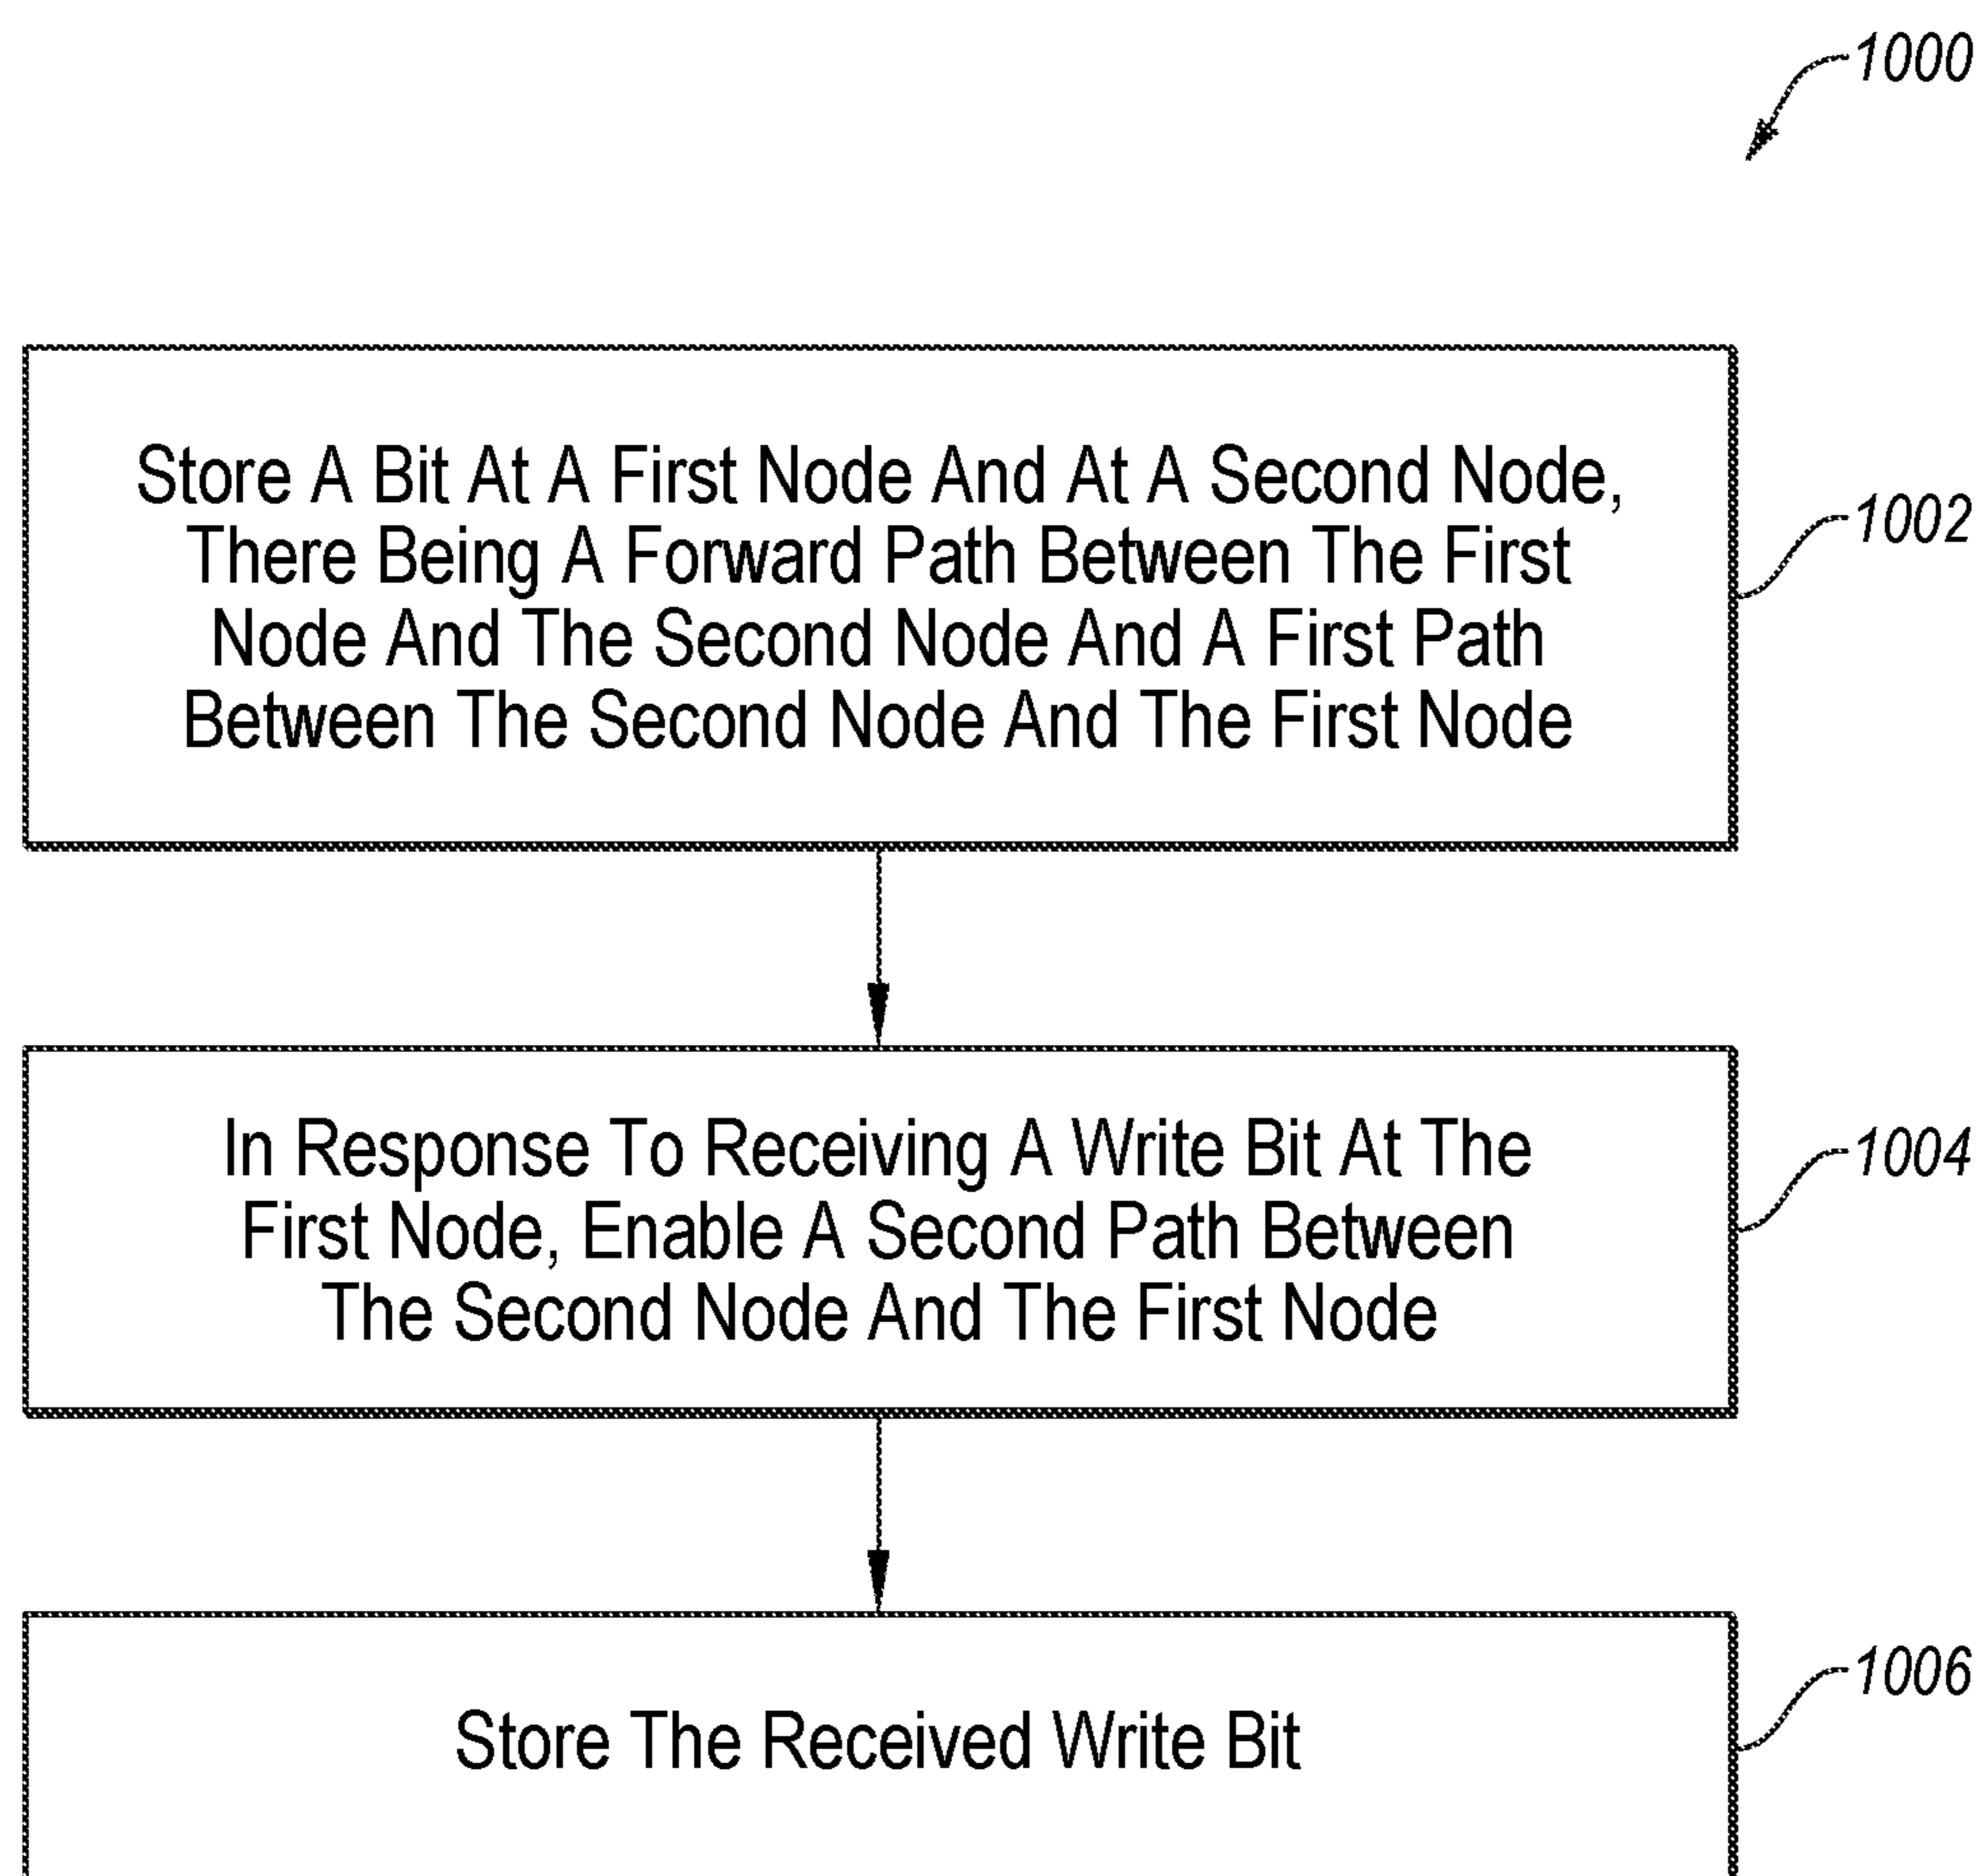 1000
Store A Bit At A First Node And At A Second Node,
There Being A Forward Path Between The First
Node And The Second Node And A First Path
Between The Second Node And The First Node
1002
In Response To Receiving A Write Bit At The
First Node, Enable A Second Path Between
The Second Node And The First Node
1004
Store The Received Write Bit
1006